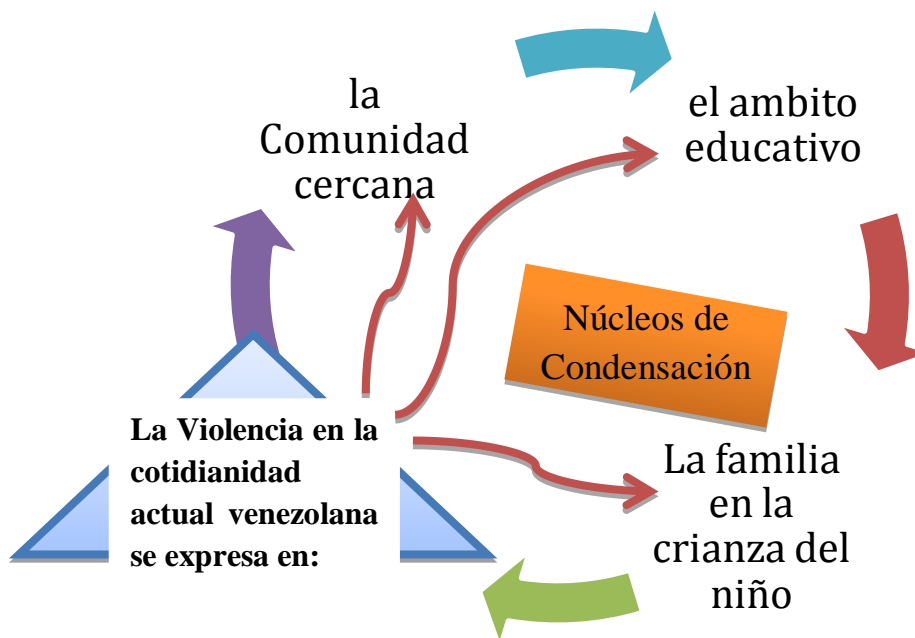 la
Comunidad
cercana
el ambito
educativo
Núcleos de
Condensación
La Violencia en la
cotidianidad
actual venezolana
se expresa en:
La familia
en la
crianza del
niño